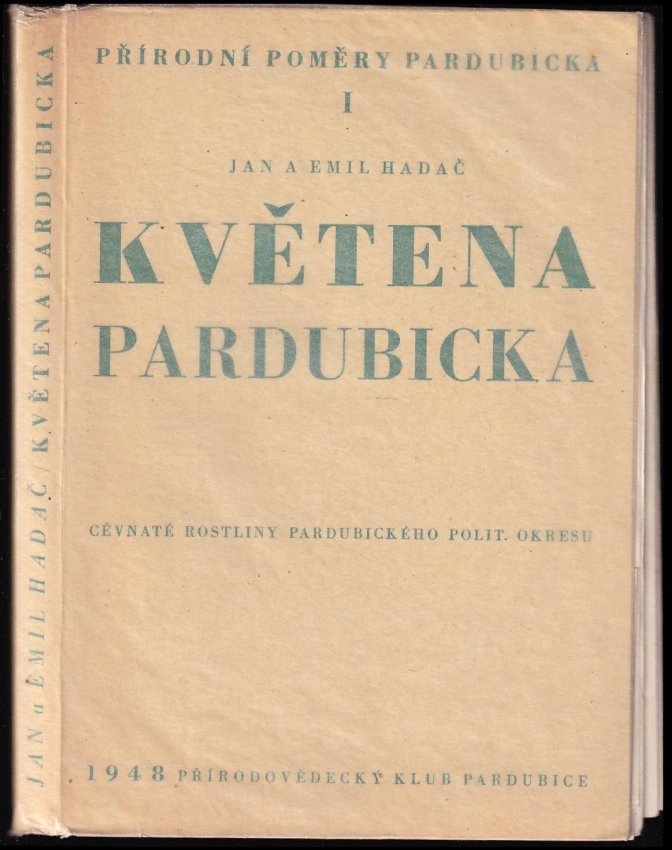 PŘÍRODNÍ POMĚRY PARDUBICKA
I
JAN A EMIL HADAČ
KVĚTENA
PARDUBICKA
CÉVNATÉ ROSTLINY PARDUBICKÉHO POLIT. OKRESU
1948 PŘÍRODOVĚDECKÝ KLUB PARDUBICE
JAN a EMIL HADAČ / KVĚTENA PARDUBICKA